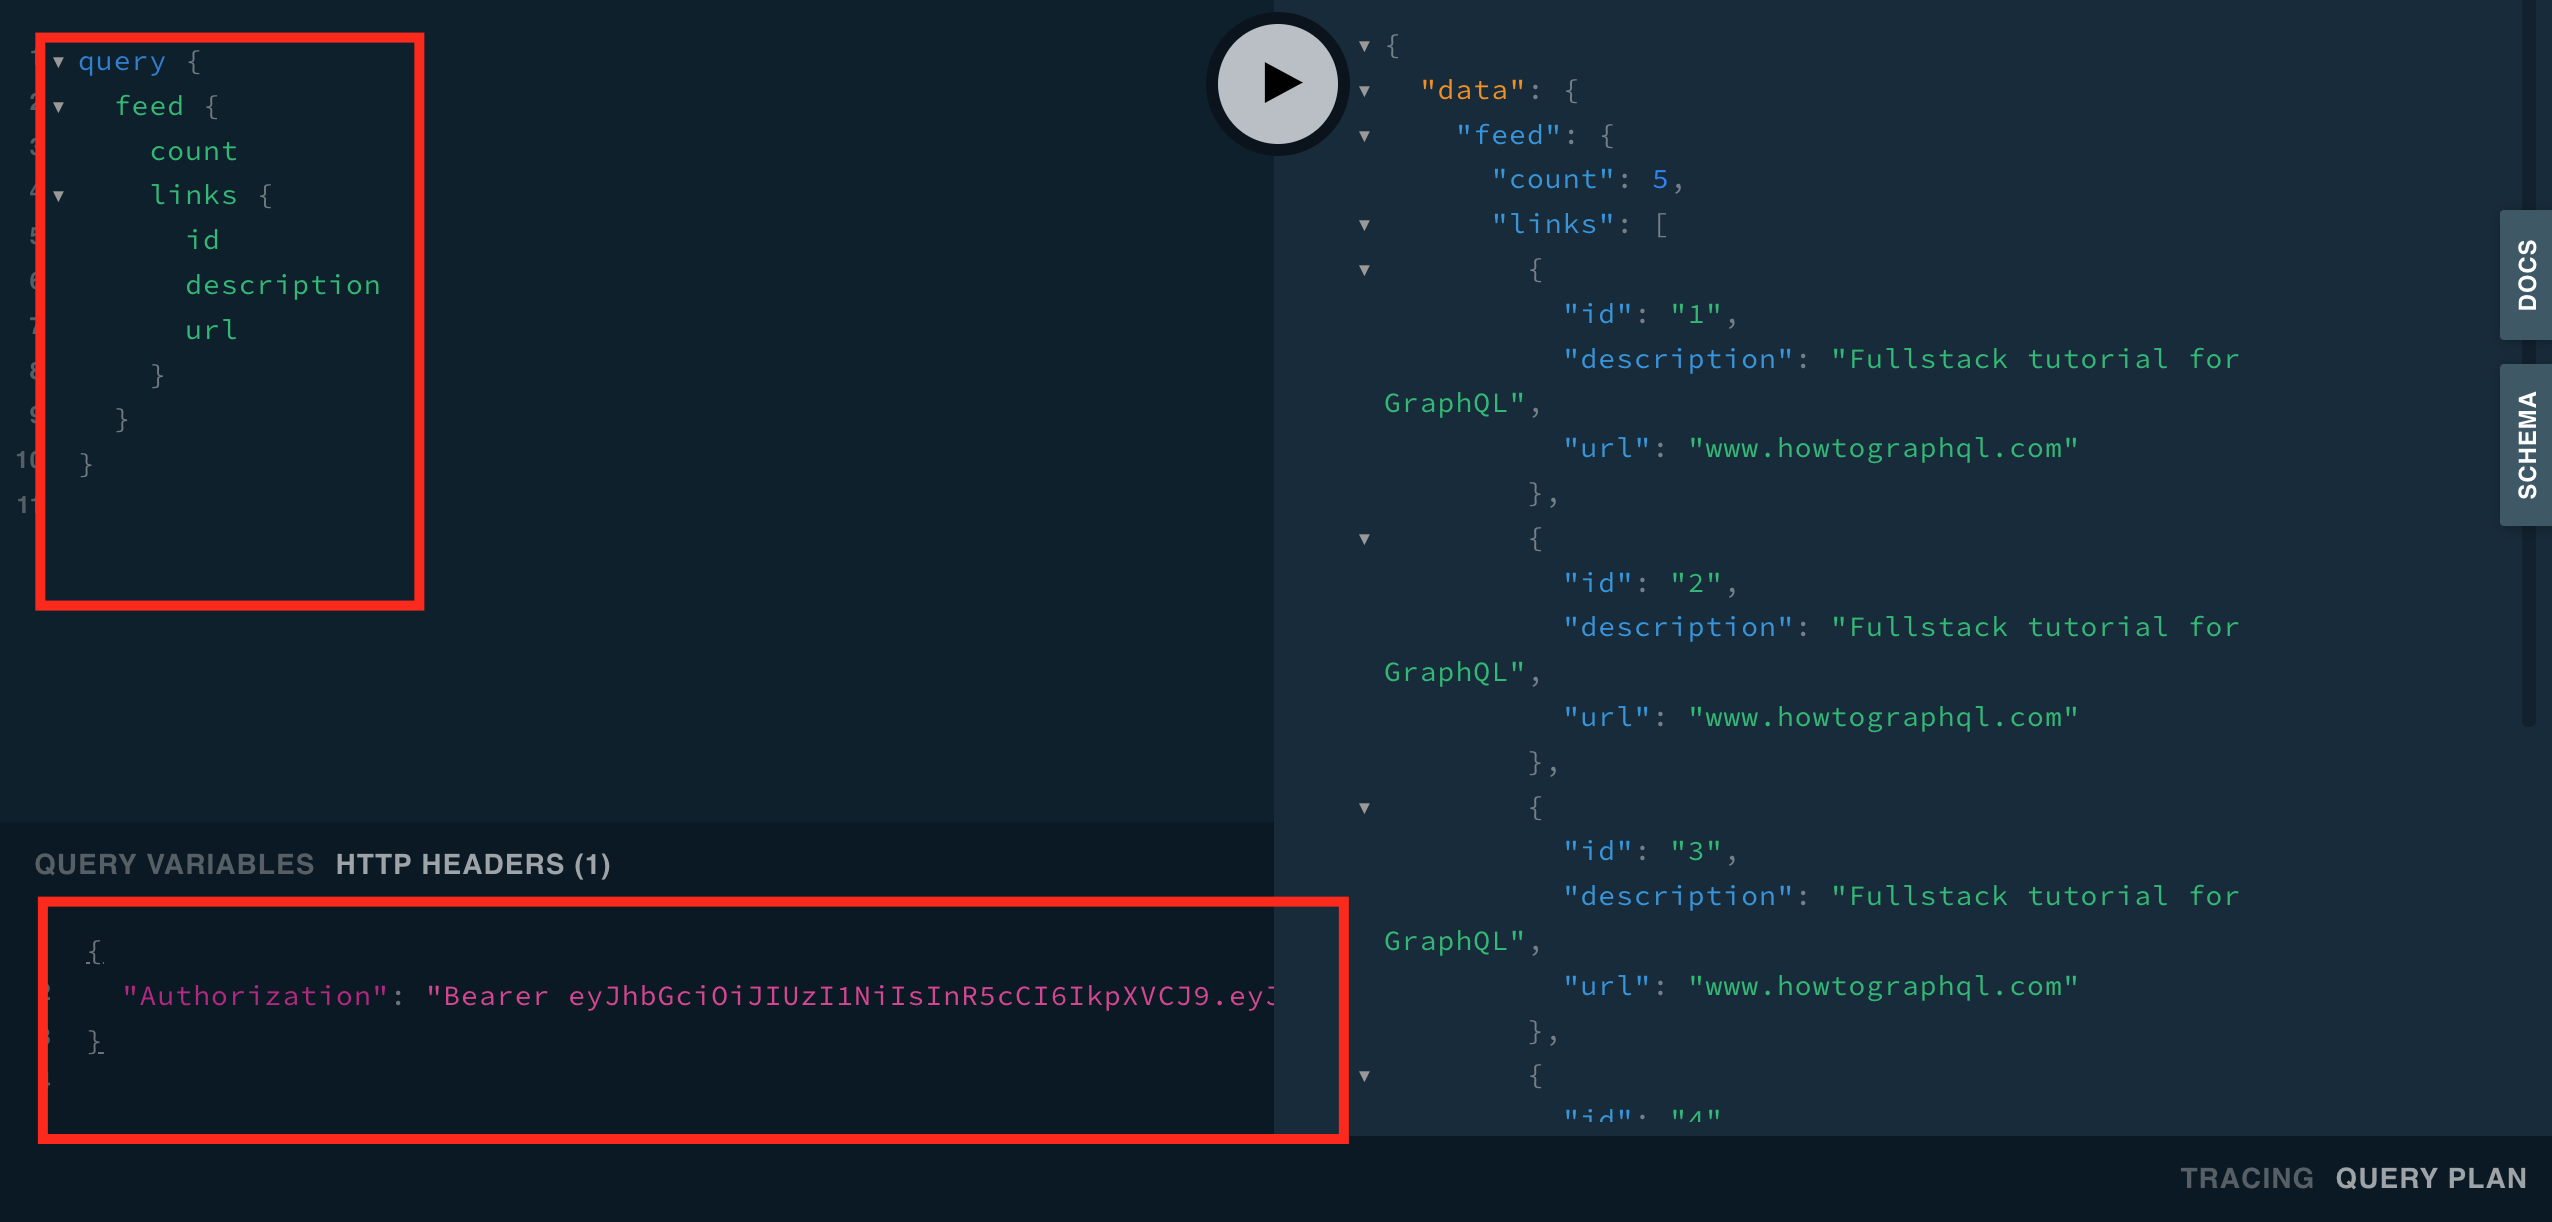 1 query {
2 feed {
3 count
4 links {
5 id
6 description
7 url
8 }
9 }
10 }
11
QUERY VARIABLES HTTP HEADERS (1)
{
2 "Authorization": "Bearer eyJhbGciOiJIUzI1NiIsInR5cCI6IkpXVCJ9.eyJ
3 }
{
"data": {
"feed": {
"count": 5,
"links": [
{
"id": "1",
"description": "Fullstack tutorial for
GraphQL",
"url": "www.howtographql.com"
},
{
"id": "2",
"description": "Fullstack tutorial for
GraphQL",
"url": "www.howtographql.com"
},
{
"id": "3",
"description": "Fullstack tutorial for
GraphQL",
"url": "www.howtographql.com"
},
{
"id": "4"
DOCS
SCHEMA
TRACING QUERY PLAN